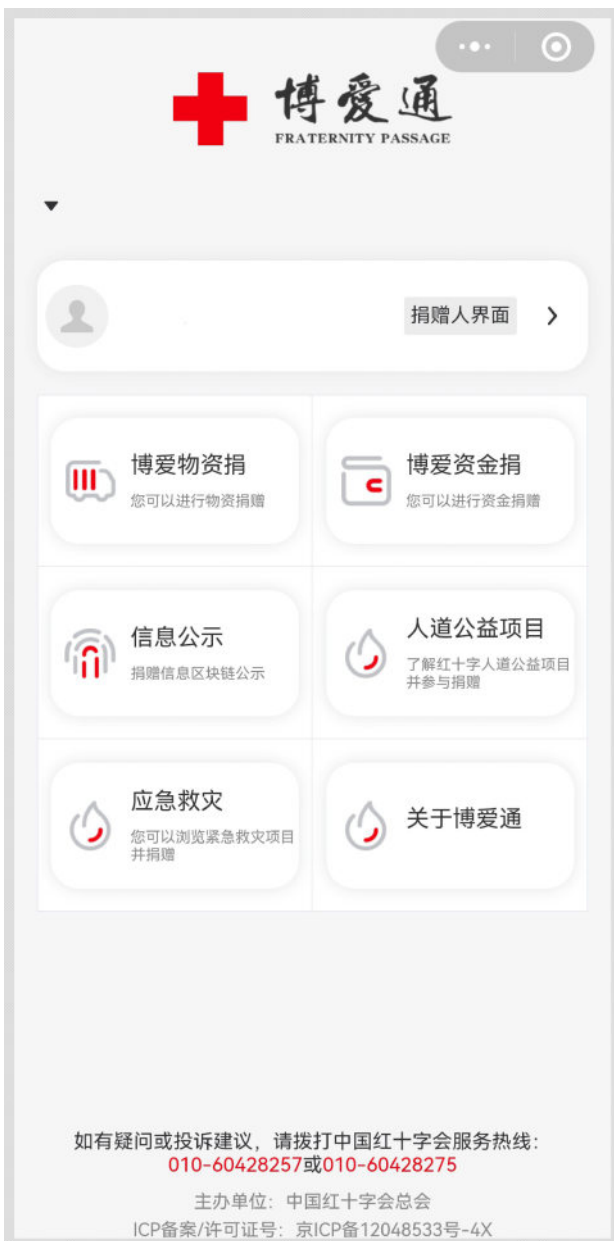 博爱通
FRATERNITY PASSAGE
捐赠人界面
博爱物资捐
您可以进行物资捐赠
博爱资金捐
您可以进行资金捐赠
信息公示
捐赠信息区块链公示
人道公益项目
了解红十字人道公益项目
并参与捐赠
应急救灾
您可以浏览紧急救灾项目
并捐赠
关于博爱通
如有疑问或投诉建议，请拨打中国红十字会服务热线：
010-60428257或010-60428275
主办单位：中国红十字会总会
ICP备案/许可证号：京ICP备12048533号-4X